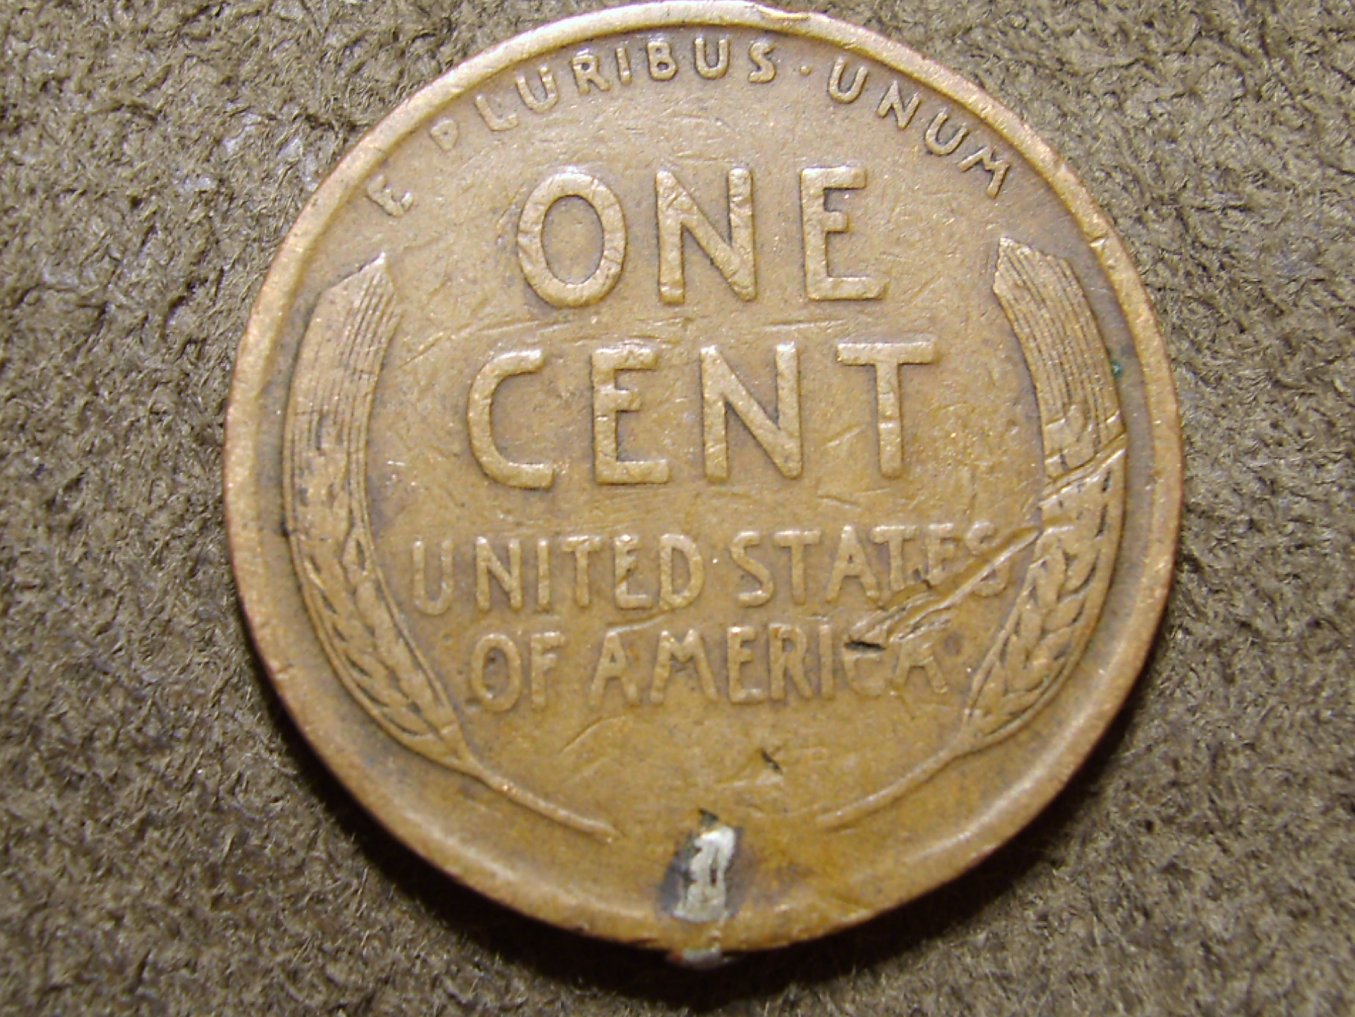 E PLURIBUS · UNUM
ONE
CENT
UNITED·STATES
OF AMERICA